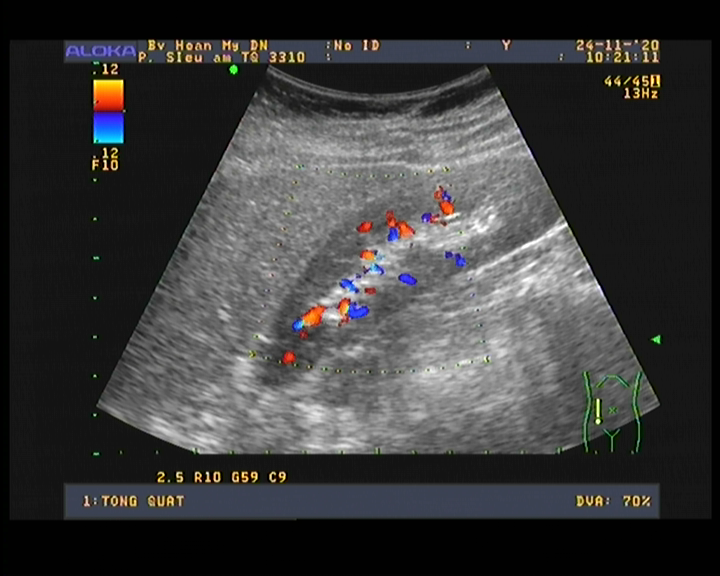 ALOKA Bv Hoan My DN :No ID : Y 24-11-'20
P. Sieu am TQ 3310 : : 10:21:11
.12
44/451
13Hz
.12
F10
2.5 R10 G59 C9
1:TONG QUAT DVA: 70%